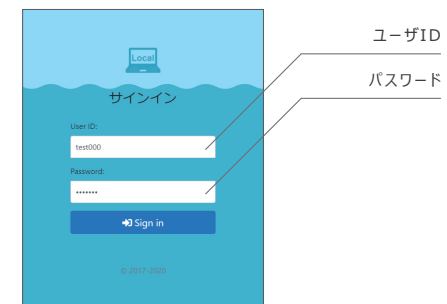 ユーザID
Local
パスワード
サインイン
User ID:
test000
Password:
•••••••
Sign in
© 2017-2020